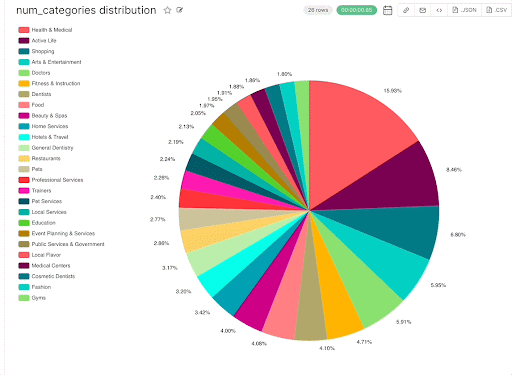 num_categories distribution
26 rows
00:00:00.85
.JSON
.CSV
Health & Medical
Active Life
Shopping
Arts & Entertainment
Doctors
Fitness & Instruction
Dentists
Food
Beauty & Spas
Home Services
Hotels & Travel
General Dentistry
Restaurants
Pets
Professional Services
Trainers
Pet Services
Local Services
Education
Event Planning & Services
Public Services & Government
Local Flavor
Medical Centers
Cosmetic Dentists
Fashion
Gyms
15.93%
8.46%
6.80%
5.95%
5.91%
4.71%
4.10%
4.08%
4.00%
3.42%
3.20%
3.17%
2.86%
2.77%
2.40%
2.26%
2.24%
2.19%
2.13%
2.05%
1.97%
1.95%
1.91%
1.88%
1.86%
1.80%